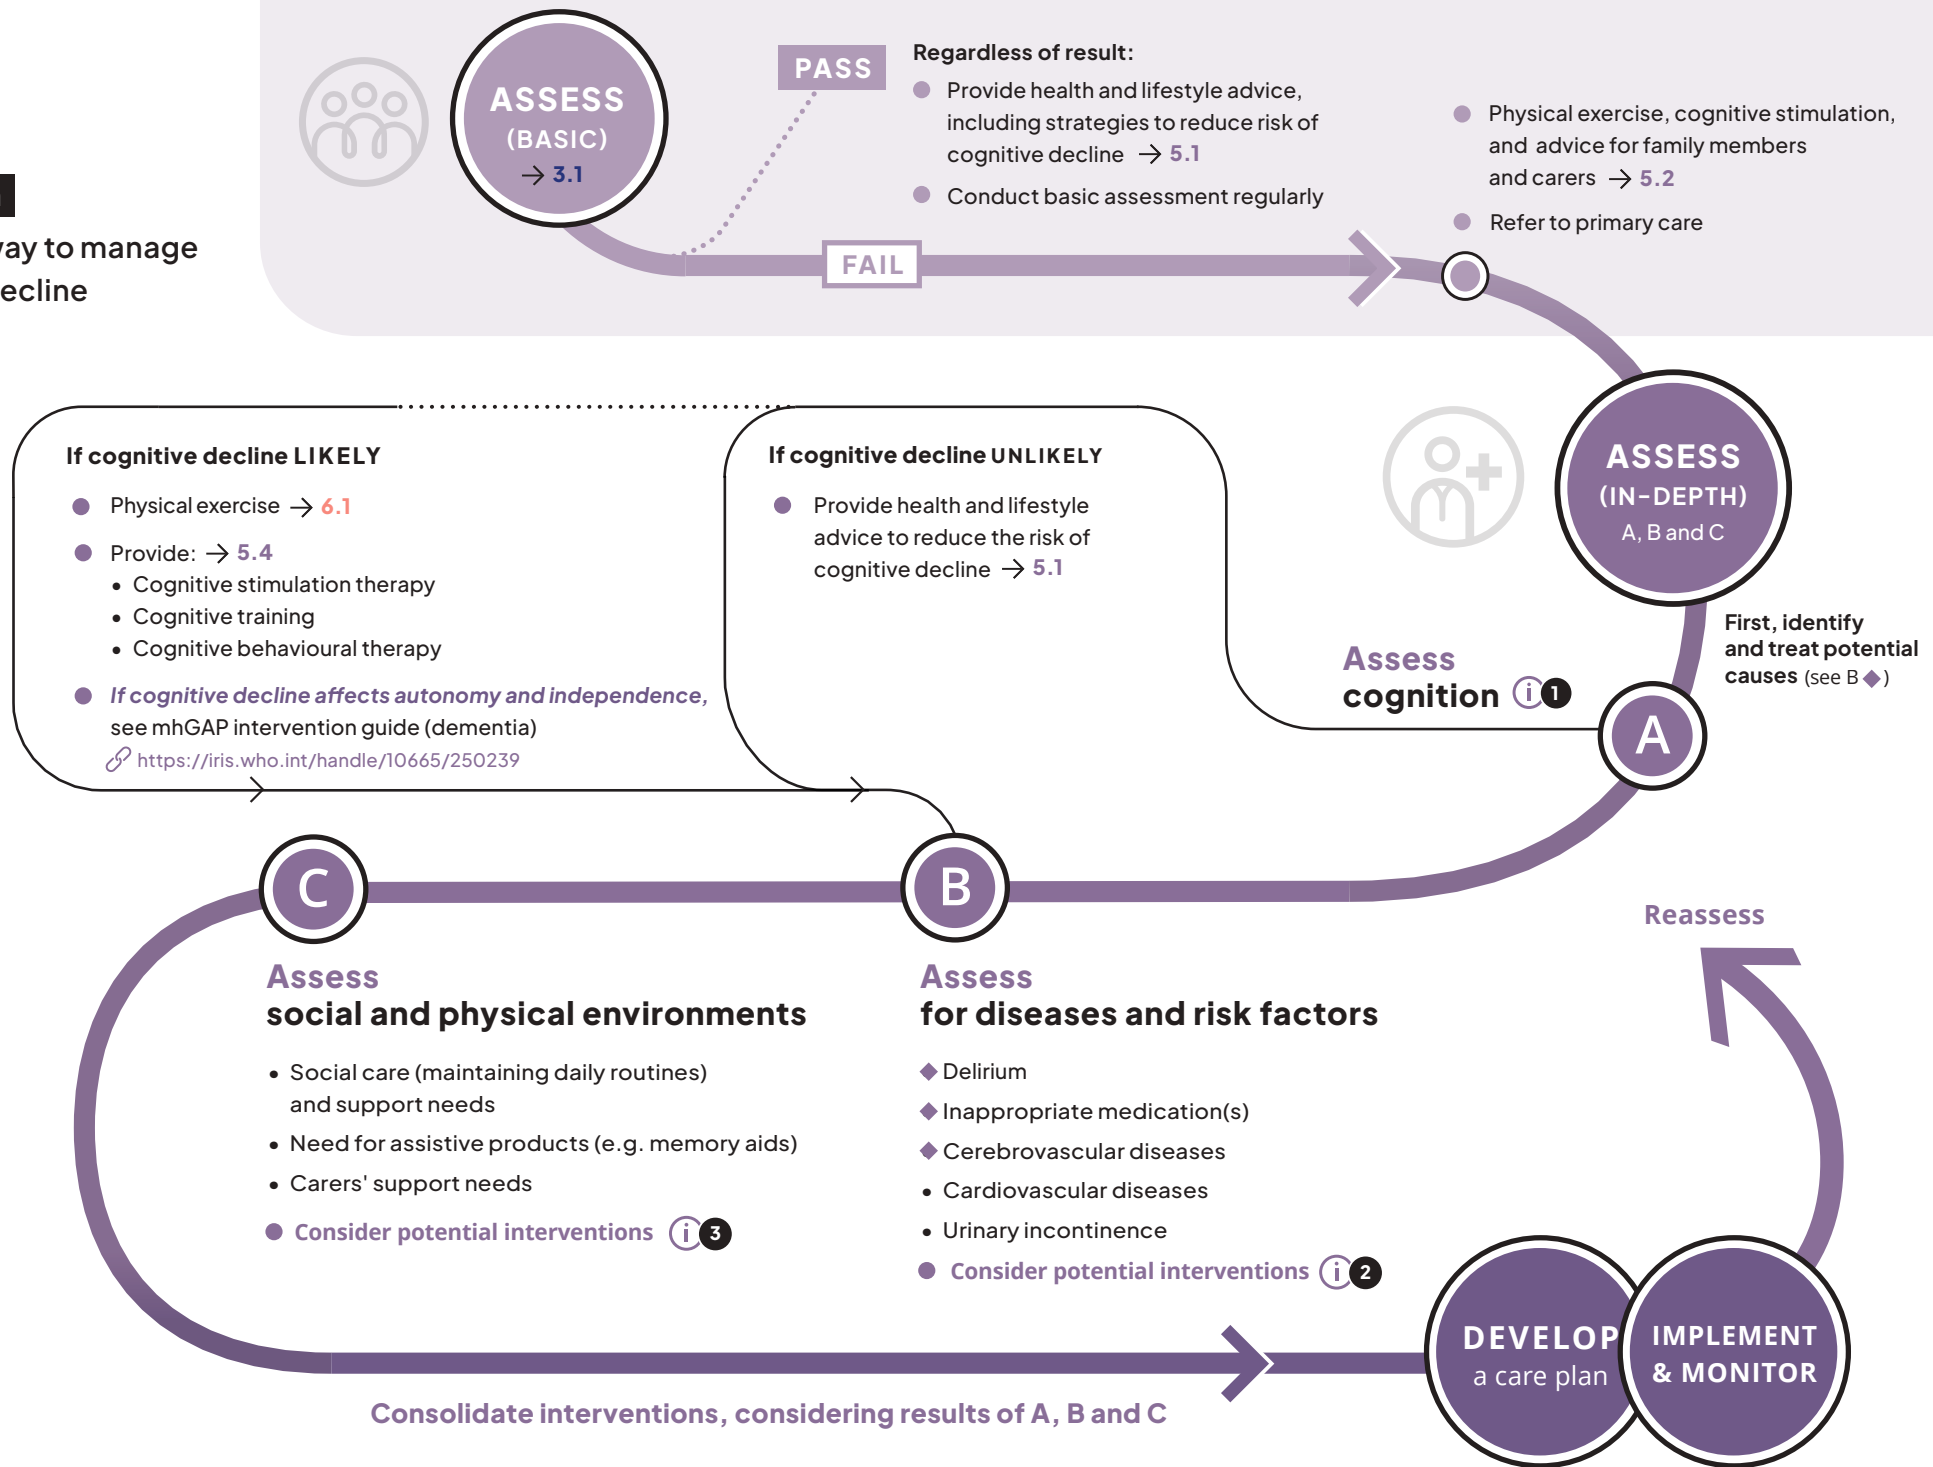 ASSESS
(BASIC)
→ 3.1
PASS
FAIL
Regardless of result:
Provide health and lifestyle advice,
including strategies to reduce risk of
cognitive decline → 5.1
Conduct basic assessment regularly
Physical exercise, cognitive stimulation,
and advice for family members
and carers → 5.2
Refer to primary care
to manage
ASSESS
(IN-DEPTH)
A, B and C
First, identify
and treat potential
causes (see B ◆)
A
Assess
cognition i 1
If cognitive decline UNLIKELY
Provide health and lifestyle
advice to reduce the risk of
cognitive decline → 5.1
If cognitive decline LIKELY
Physical exercise → 6.1
Provide: → 5.4
• Cognitive stimulation therapy
• Cognitive training
• Cognitive behavioural therapy
If cognitive decline affects autonomy and independence,
see mhGAP intervention guide (dementia)
https://iris.who.int/handle/10665/250239
B
Assess
for diseases and risk factors
◆ Delirium
◆ Inappropriate medication(s)
◆ Cerebrovascular diseases
• Cardiovascular diseases
• Urinary incontinence
Consider potential interventions i 2
C
Assess
social and physical environments
• Social care (maintaining daily routines)
and support needs
• Need for assistive products (e.g. memory aids)
• Carers' support needs
Consider potential interventions i 3
Consolidate interventions, considering results of A, B and C
DEVELOP
a care plan
IMPLEMENT
& MONITOR
Reassess